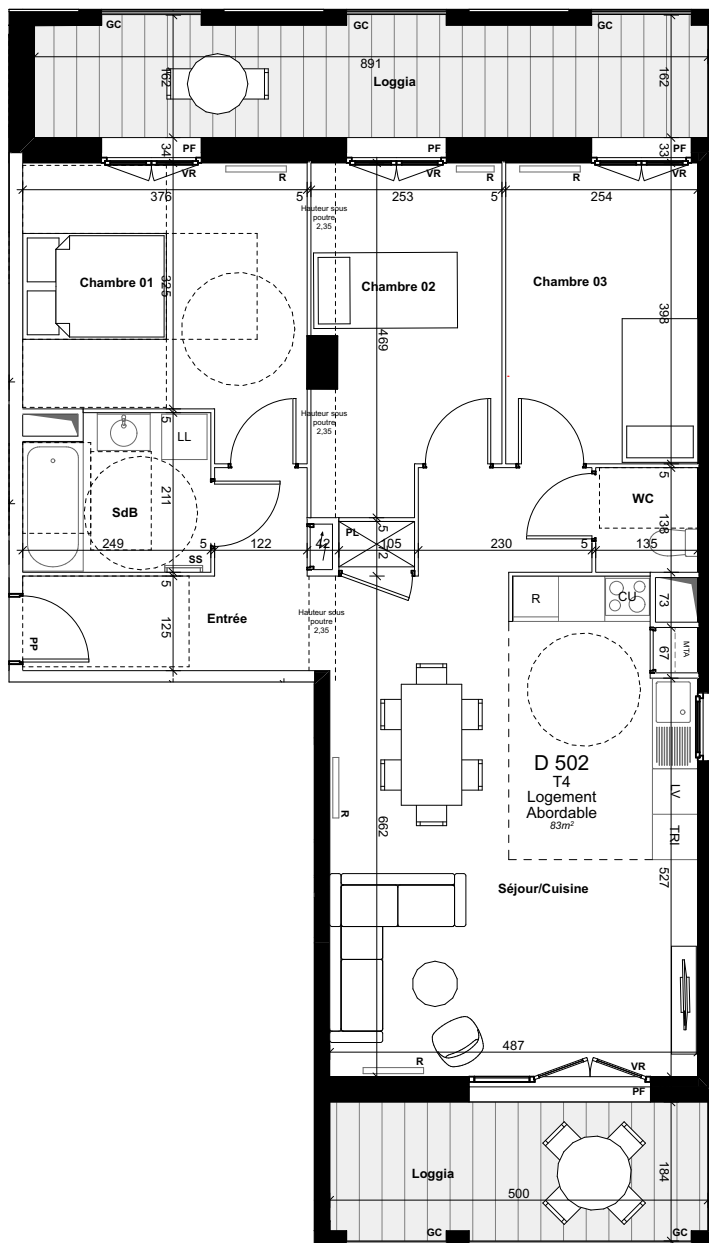 GC
GC
GC
162
891
162
Loggia
34
33
PF
PF
PF
VR
VR
VR
R
R
R
376
5
253
5
254
Hauteur sous
poutre
2,35
Chambre 01
325
Chambre 02
Chambre 03
398
469
Hauteur sous
poutre
2,35
5
LL
SdB
211
5
WC
138
PL
5
249
5
SS
122
42
105
230
5
135
5
125
Entrée
PP
Hauteur sous
poutre
2,35
R
CU
73
67
MTA
D 502
T4
Logement
Abordable
83m²
LV
TRI
R
662
527
Séjour/Cuisine
487
R
VR
PF
Loggia
184
500
GC
GC